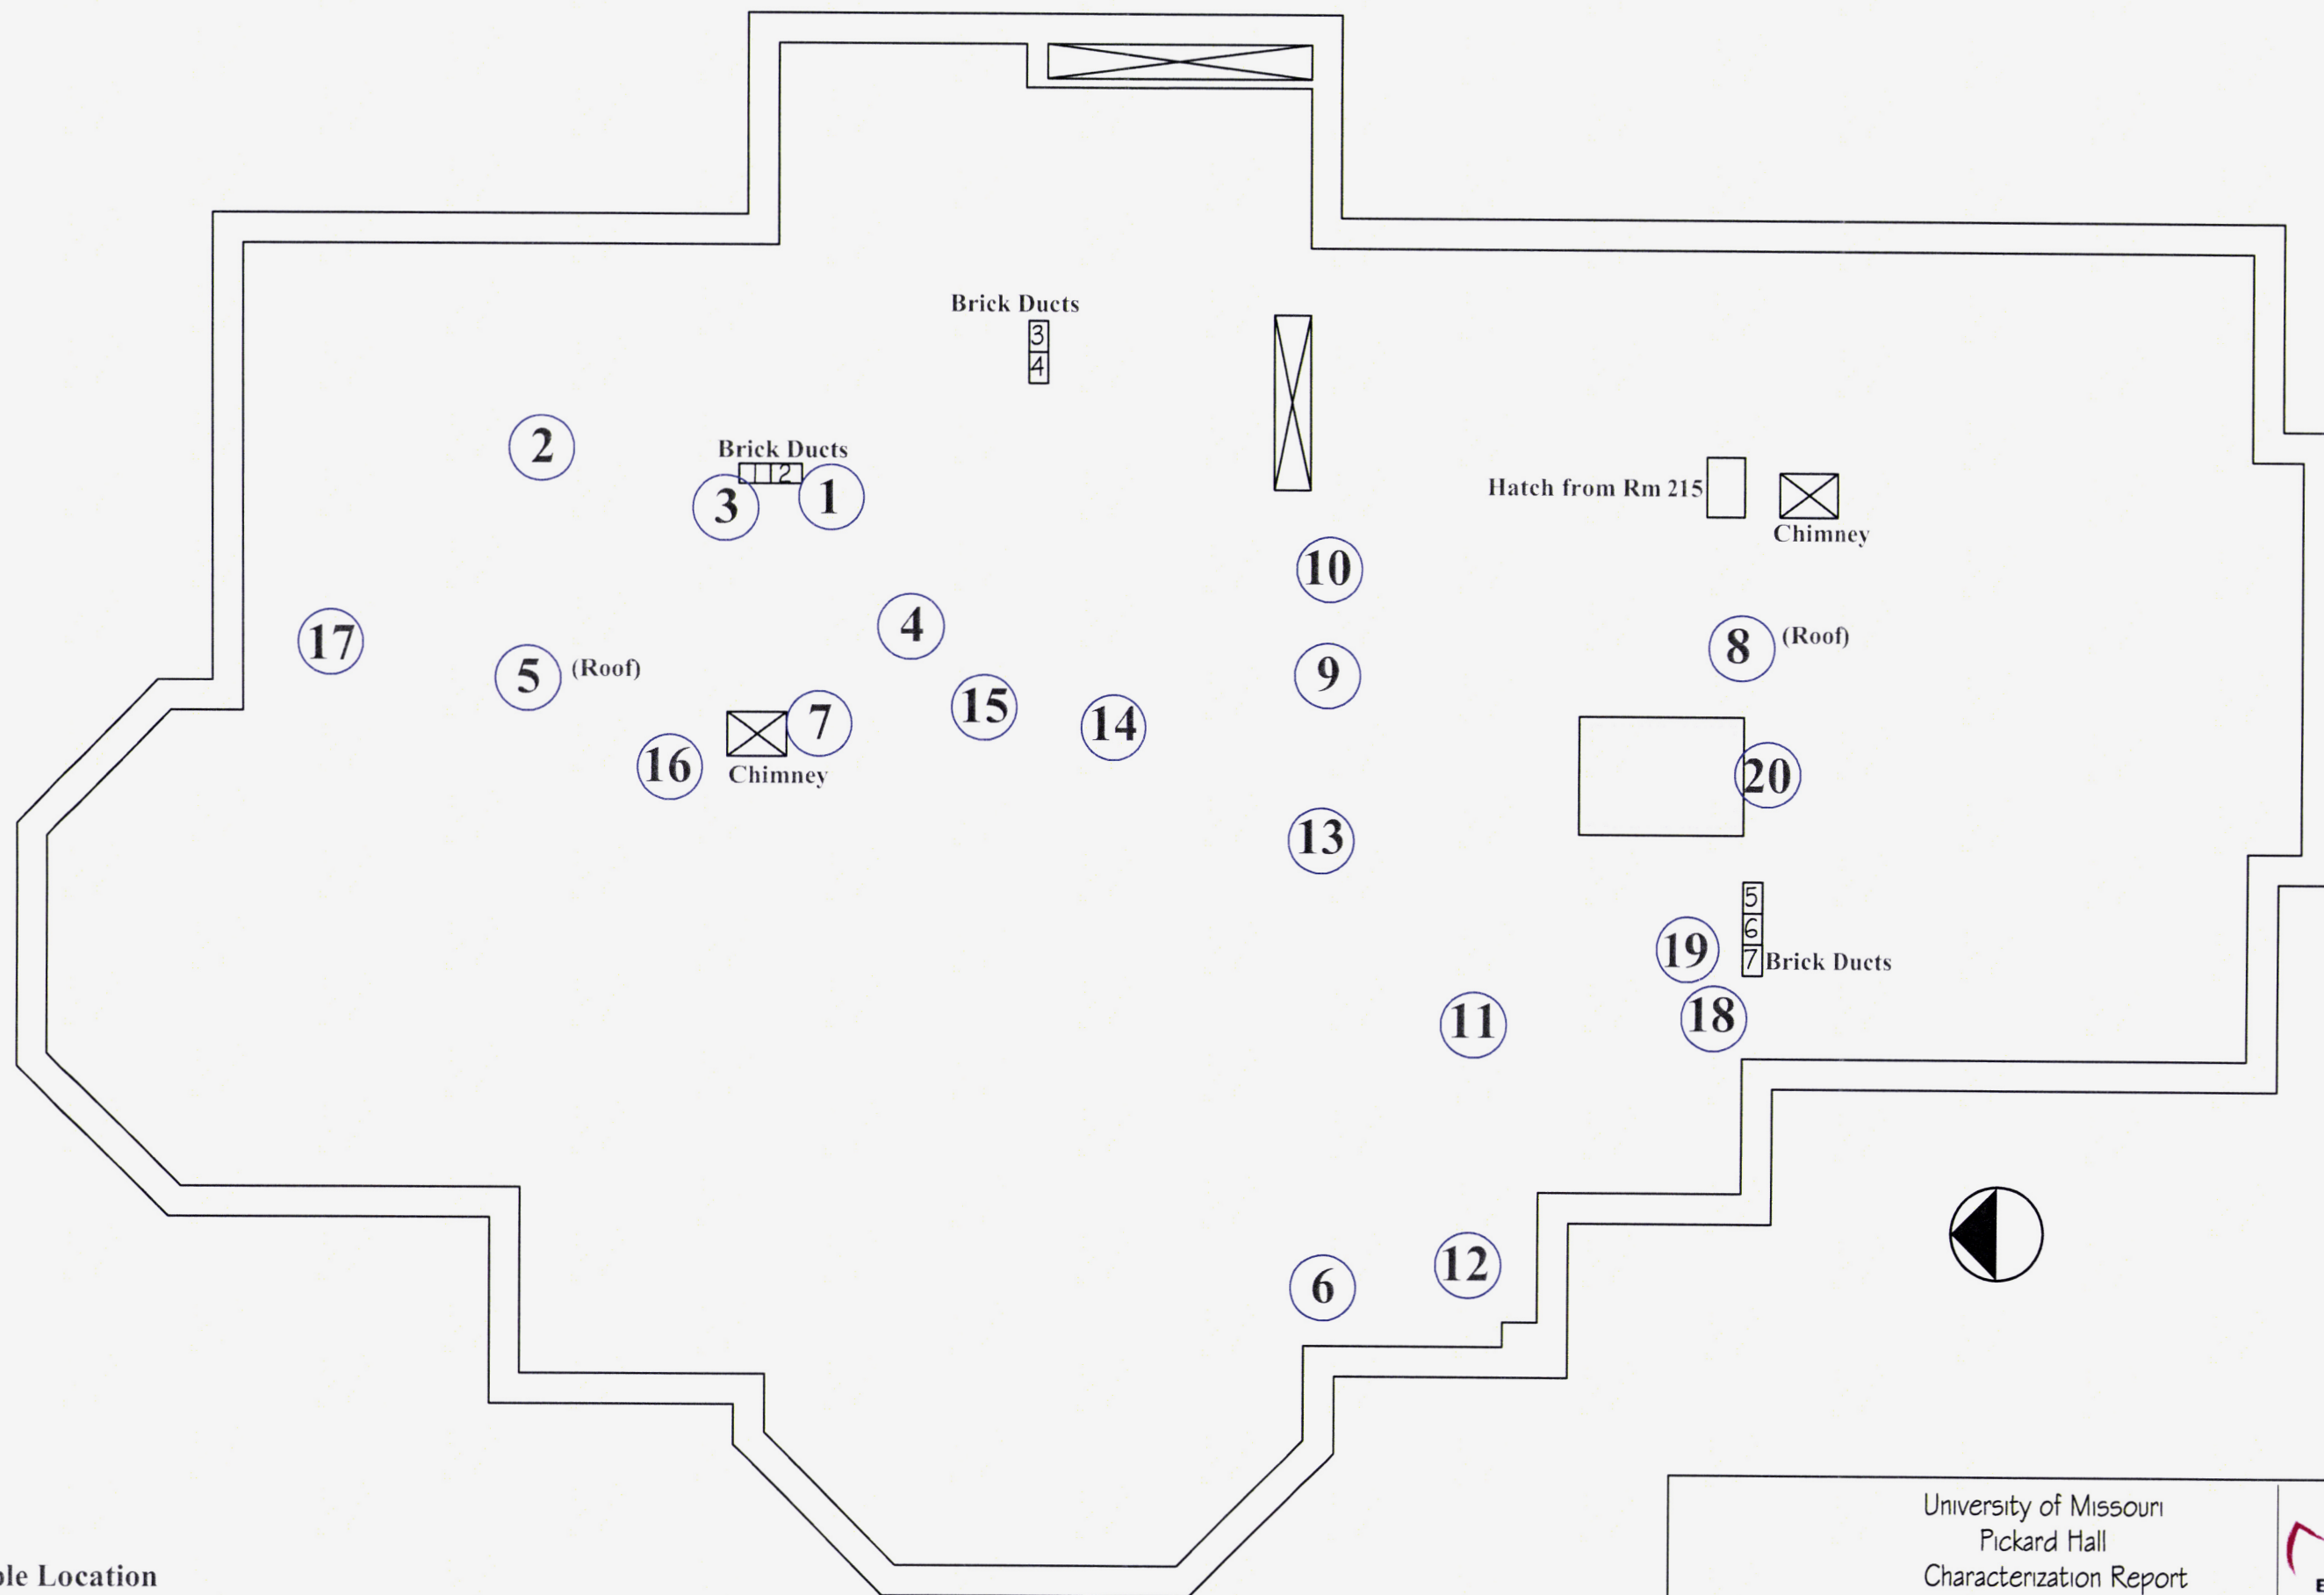 Brick Ducts
3
4
2
Brick Ducts
2
3
1
Hatch from Rm 215
Chimney
10
4
17
5 (Roof)
9
8 (Roof)
15
7
14
16
Chimney
20
13
5
6
7
Brick Ducts
19
11
18
12
6
University of Missouri
Pickard Hall
Characterization Report
Location